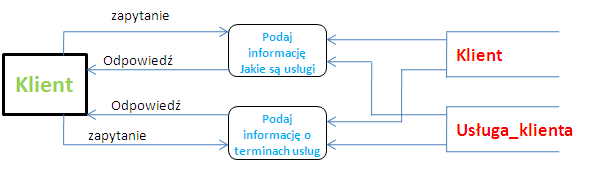 zapytanie
Podaj
informację
Jakie są usługi
Klient
Odpowiedź
Klient
Odpowiedź
Podaj
informację o
terminach usług
Usługa_klienta
zapytanie